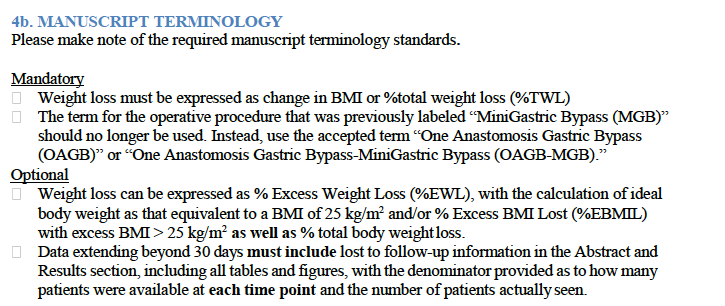 4b. MANUSCRIPT TERMINOLOGY
Please make note of the required manuscript terminology standards.
Mandatory
☐ Weight loss must be expressed as change in BMI or %total weight loss (%TWL)
☐ The term for the operative procedure that was previously labeled “MiniGastric Bypass (MGB)”
should no longer be used. Instead, use the accepted term “One Anastomosis Gastric Bypass
(OAGB)” or “One Anastomosis Gastric Bypass-MiniGastric Bypass (OAGB-MGB).”
Optional
☐ Weight loss can be expressed as % Excess Weight Loss (%EWL), with the calculation of ideal
body weight as that equivalent to a BMI of 25 kg/m² and/or % Excess BMI Lost (%EBMIL)
with excess BMI > 25 kg/m² as well as % total body weight loss.
☐ Data extending beyond 30 days must include lost to follow-up information in the Abstract and
Results section, including all tables and figures, with the denominator provided as to how many
patients were available at each time point and the number of patients actually seen.